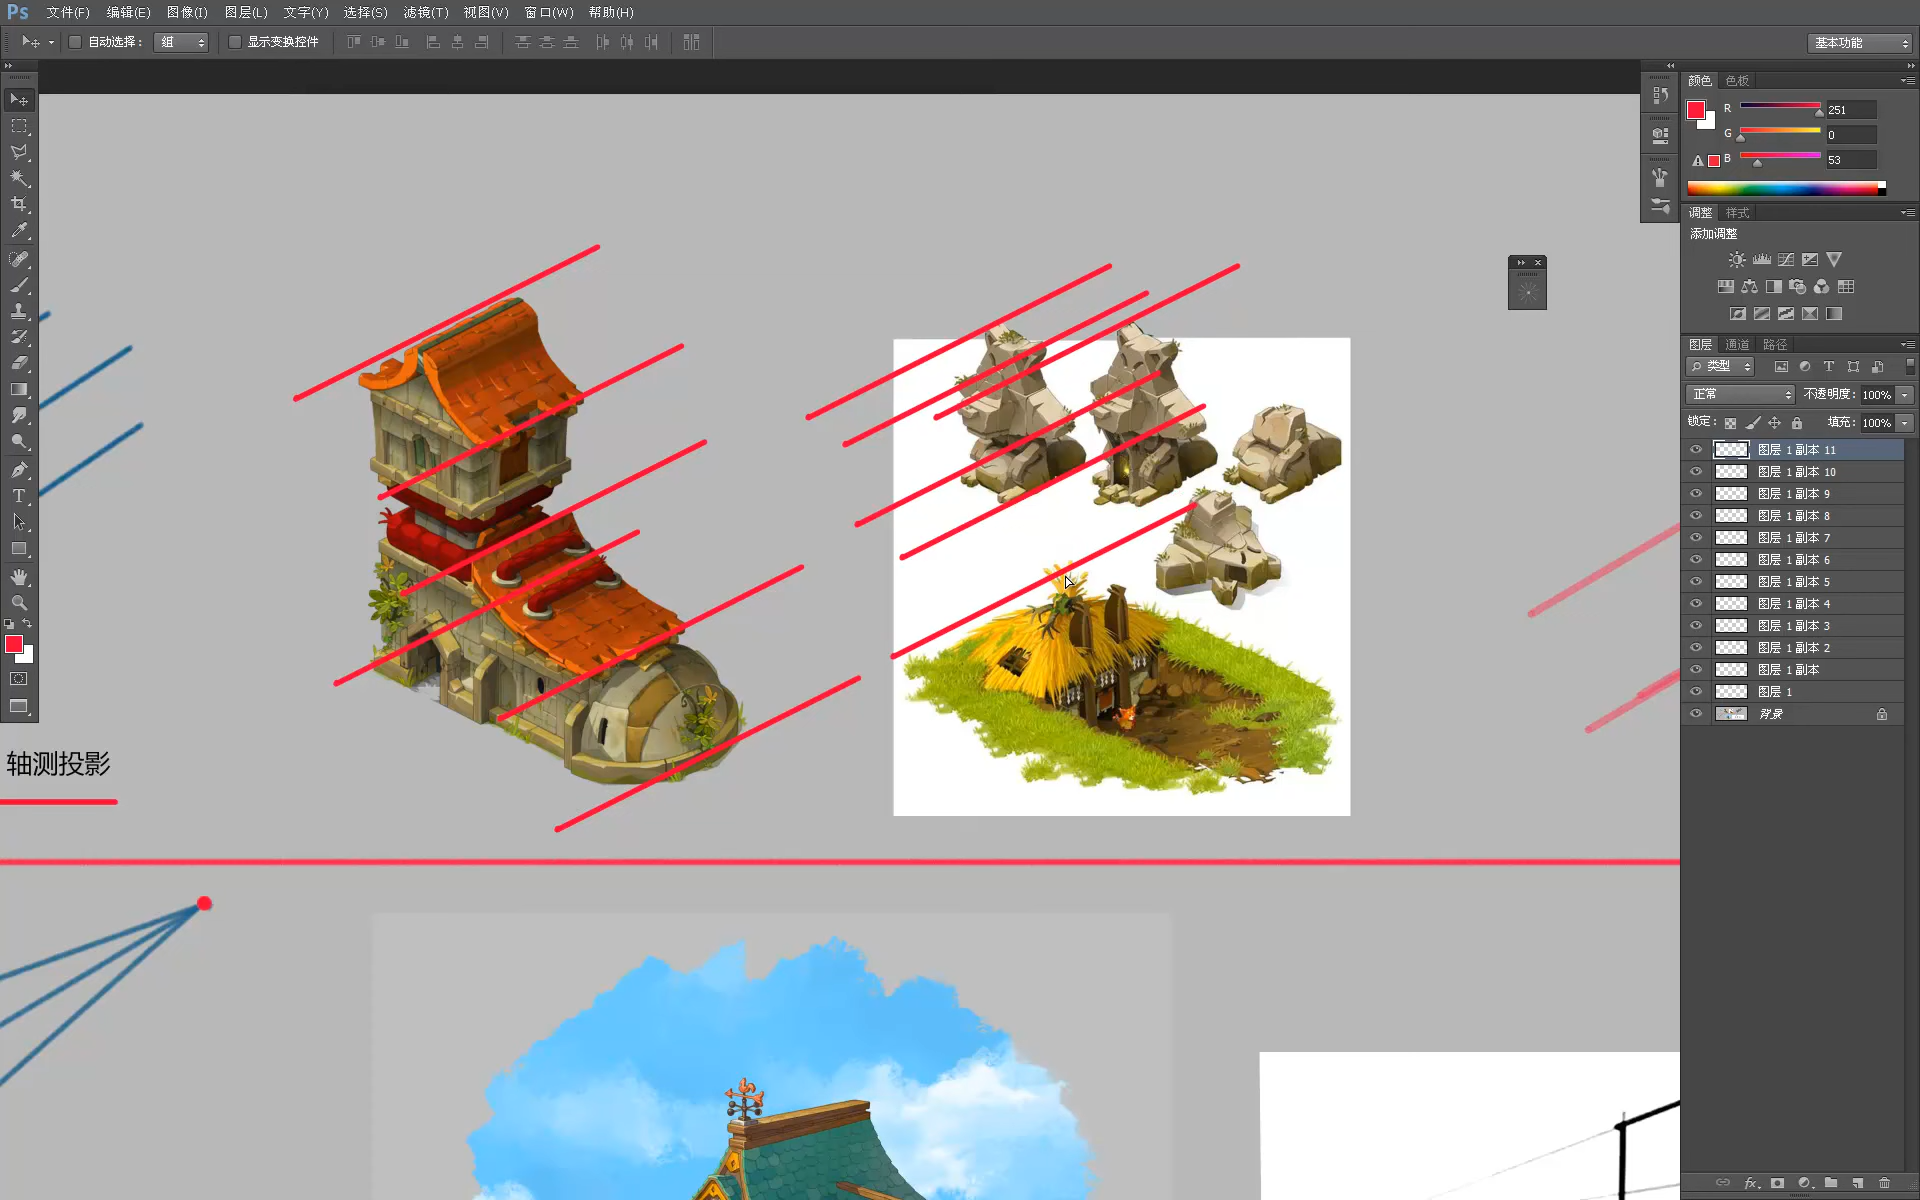 Ps 文件(F) 编辑(E) 图像(I) 图层(L) 文字(Y) 选择(S) 滤镜(T) 视图(V) 窗口(W) 帮助(H)
自动选择： 组 显示变换控件 基本功能
颜色 色板
R 251
G 0
B 53
调整 样式
添加调整
图层 通道 路径
类型
正常 不透明度： 100%
锁定： 填充： 100%
图层 1 副本 11
图层 1 副本 10
图层 1 副本 9
图层 1 副本 8
图层 1 副本 7
图层 1 副本 6
图层 1 副本 5
图层 1 副本 4
图层 1 副本 3
图层 1 副本 2
图层 1 副本
图层 1
背景
轴测投影